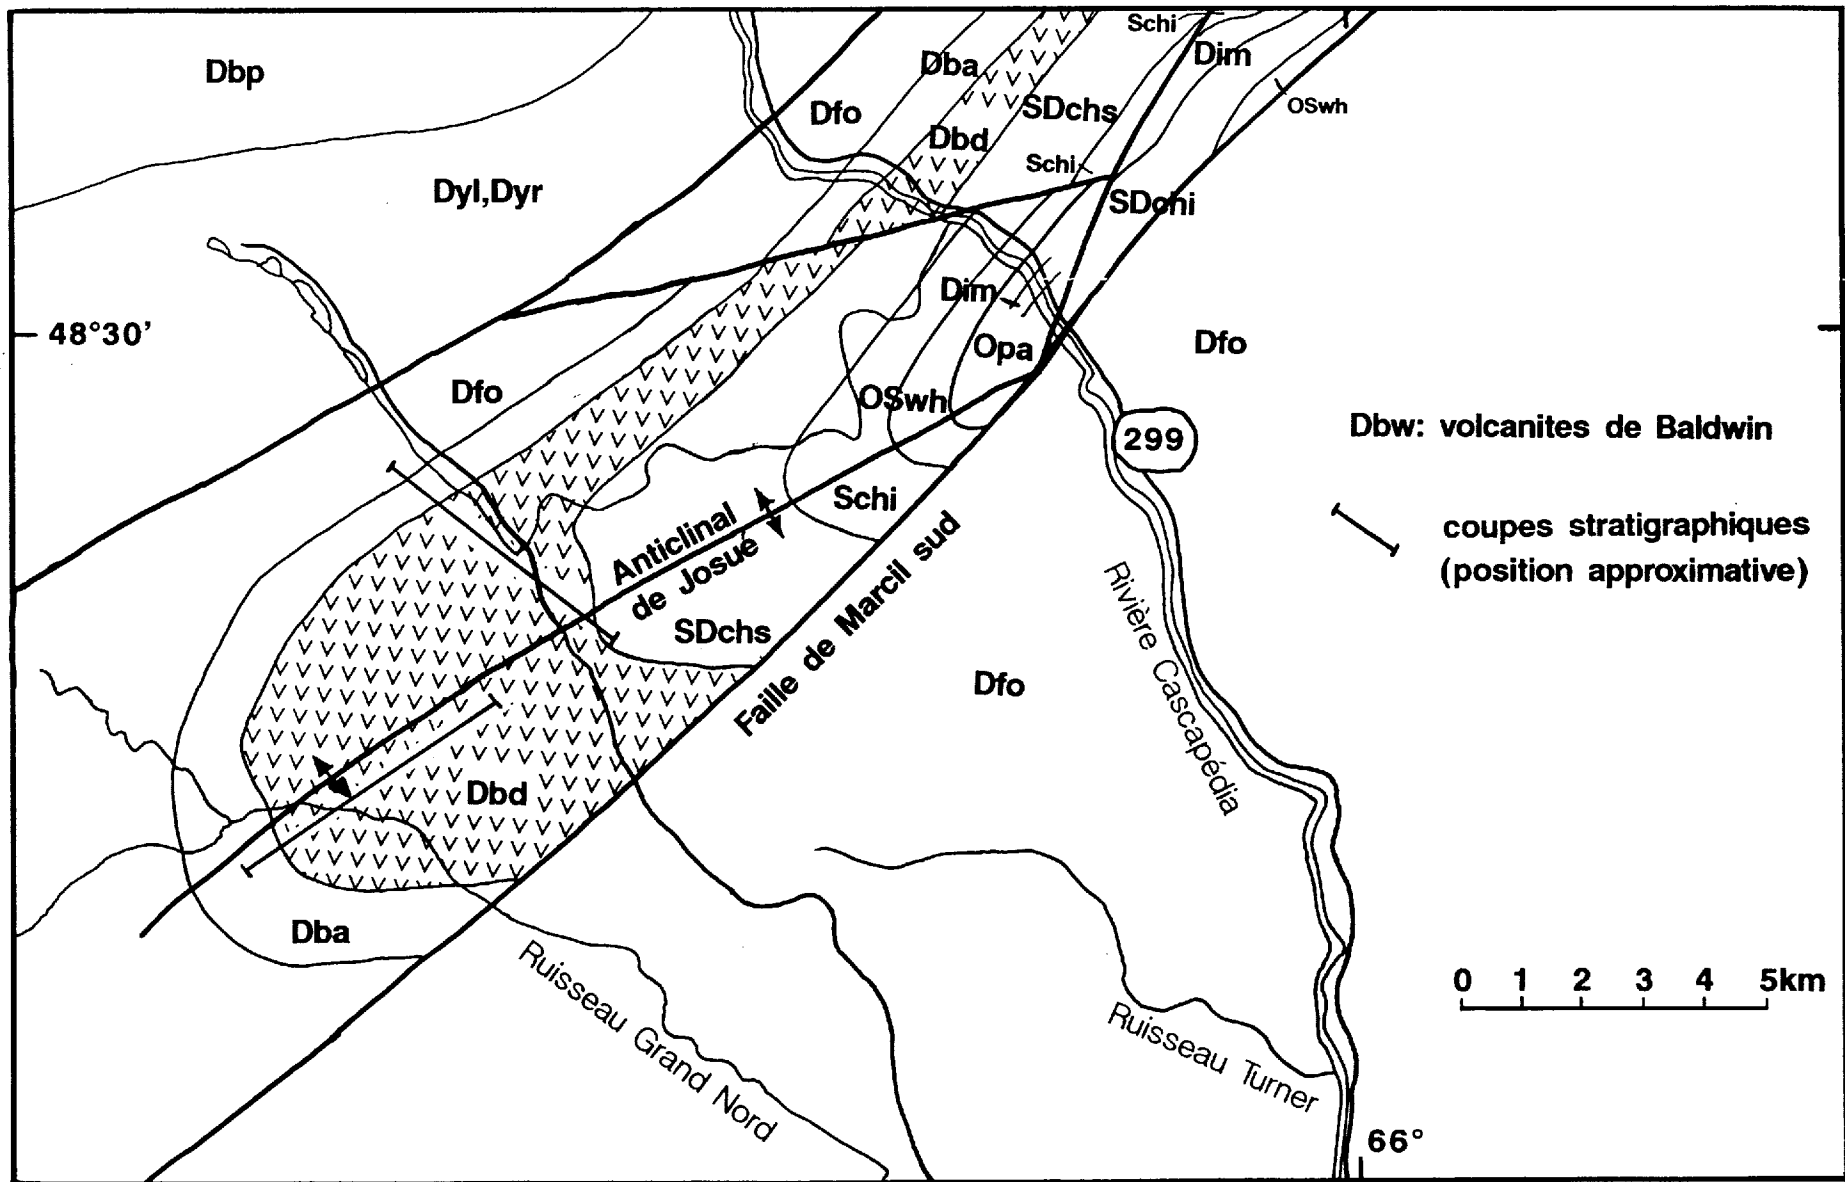 Schi
Dbp
Dba
Dim
Dfo
SDchs
OSwh
Dbd
Schi
Dyl,Dyr
SDchi
Dim
48°30'
Opa
Dfo
Dfo
OSwh
Dbw: volcanites de Baldwin
299
Schi
Anticlinal
de Josué
coupes stratigraphiques
(position approximative)
SDchs
Faille de Marcil sud
Rivière Cascapédia
Dfo
Dbd
Dba
Ruisseau Grand Nord
Ruisseau Turner
0 1 2 3 4 5km
66°